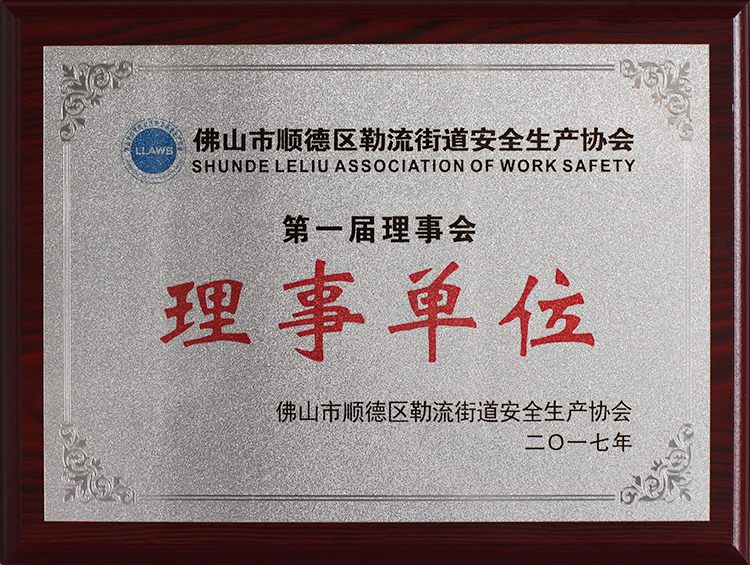 LLAWS
佛山市顺德区勒流街道安全生产协会
SHUNDE LELIU ASSOCIATION OF WORK SAFETY
第一届理事会
理事单位
佛山市顺德区勒流街道安全生产协会
二〇一七年